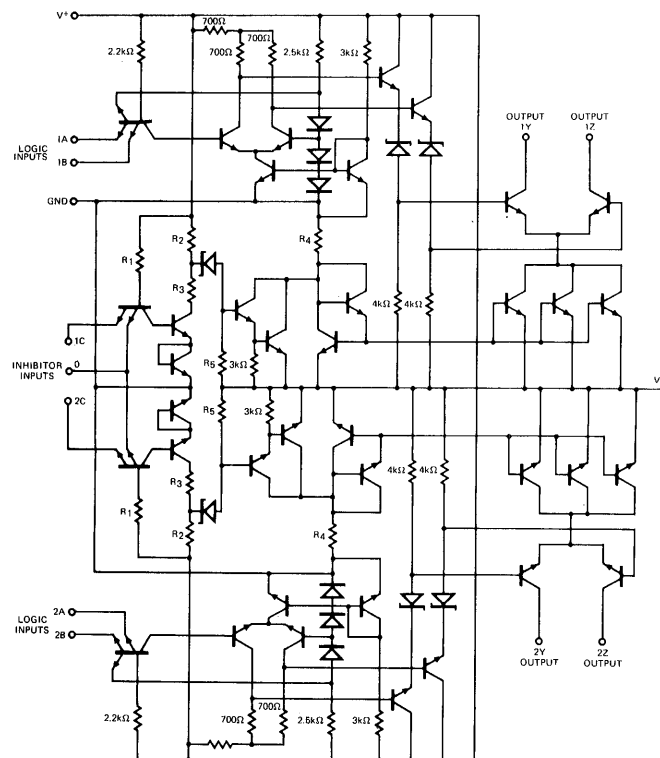 V+
700Ω
700Ω
2.2kΩ
700Ω
2.5kΩ
3kΩ
1A
LOGIC
INPUTS
1B
OUTPUT
1Y
OUTPUT
1Z
GND
R2
R4
R1
R3
4kΩ
4kΩ
1C
INHIBITOR
INPUTS
0
R5
3kΩ
V
2C
R5
3kΩ
4kΩ
4kΩ
R3
R1
R2
R4
2A
LOGIC
INPUTS
2B
2Y
OUTPUT
2Z
OUTPUT
2.2kΩ
700Ω
700Ω
2.5kΩ
3kΩ